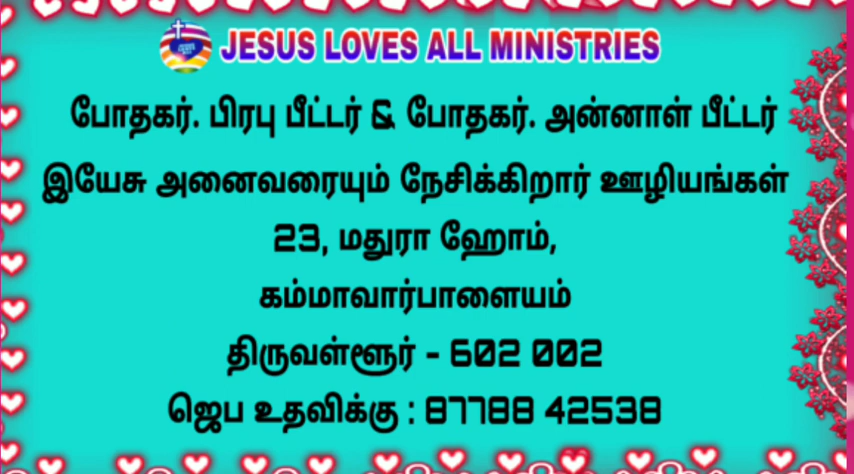 JESUS LOVES ALL MINISTRIES
போதகர். பிரபு பீட்டர் & போதகர். அன்னாள் பீட்டர்
இயேசு அனைவரையும் நேசிக்கிறார் ஊழியங்கள்
23, மதுரா ஹோம்,
கம்மாவார்பாளையம்
திருவள்ளூர் - 602 002
ஜெப உதவிக்கு : 87788 42538